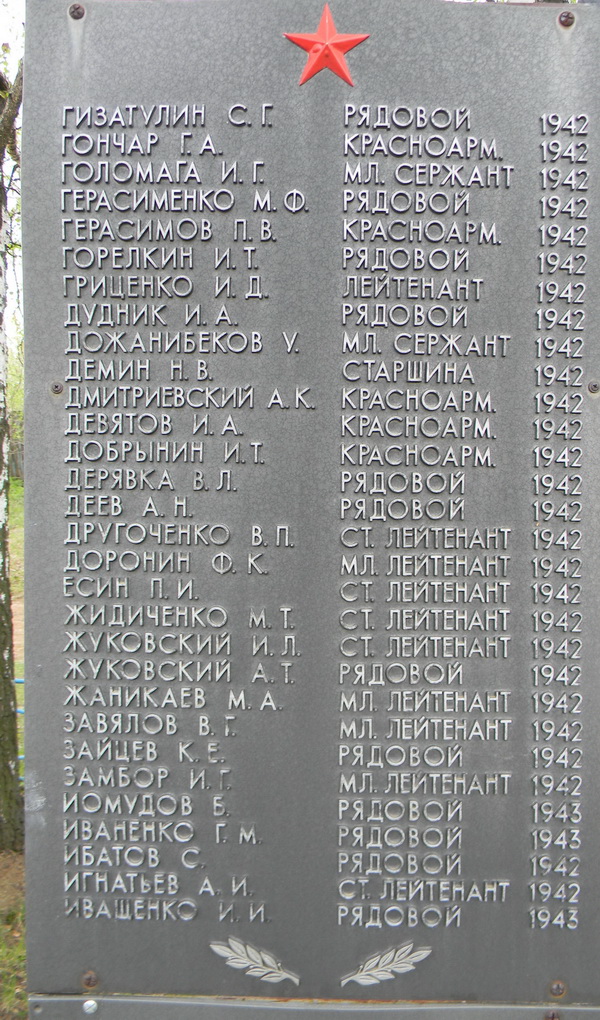 ГИЗАТУЛИН С. Г. РЯДОВОЙ 1942
ГОНЧАР Г. А. КРАСНОАРМ. 1942
ГОЛОМАГА И. Г. МЛ. СЕРЖАНТ 1942
ГЕРАСИМЕНКО М. Ф. РЯДОВОЙ 1942
ГЕРАСИМОВ П. В. КРАСНОАРМ. 1942
ГОРЕЛКИН И. Т. РЯДОВОЙ 1942
ГРИЦЕНКО И. Д. ЛЕЙТЕНАНТ 1942
ДУДНИК И. А. РЯДОВОЙ 1942
ДОЖАНИБЕКОВ У. МЛ. СЕРЖАНТ 1942
ДЕМИН Н. В. СТАРШИНА 1942
ДМИТРИЕВСКИЙ А. К. КРАСНОАРМ. 1942
ДЕВЯТОВ И. А. КРАСНОАРМ. 1942
ДОБРЫНИН И. Т. КРАСНОАРМ. 1942
ДЕРЯВКА В. Л. РЯДОВОЙ 1942
ДЕЕВ А. Н. РЯДОВОЙ 1942
ДРУГОЧЕНКО В. П. СТ. ЛЕЙТЕНАНТ 1942
ДОРОНИН Ф. К. МЛ. ЛЕЙТЕНАНТ 1942
ЕСИН П. И. СТ. ЛЕЙТЕНАНТ 1942
ЖИДИЧЕНКО М. Т. СТ. ЛЕЙТЕНАНТ 1942
ЖУКОВСКИЙ И. Л. СТ. ЛЕЙТЕНАНТ 1942
ЖУКОВСКИЙ А. Т. РЯДОВОЙ 1942
ЖАНИКАЕВ М. А. МЛ. ЛЕЙТЕНАНТ 1942
ЗАВЯЛОВ В. Г. МЛ. ЛЕЙТЕНАНТ 1942
ЗАЙЦЕВ К. Е. РЯДОВОЙ 1942
ЗАМБОР И. Г. МЛ. ЛЕЙТЕНАНТ 1942
ИОМУДОВ Б. РЯДОВОЙ 1943
ИВАНЕНКО Г. М. РЯДОВОЙ 1943
ИБАТОВ С. РЯДОВОЙ 1942
ИГНАТЬЕВ А. И. СТ. ЛЕЙТЕНАНТ 1942
ИВАЩЕНКО И. И. РЯДОВОЙ 1943